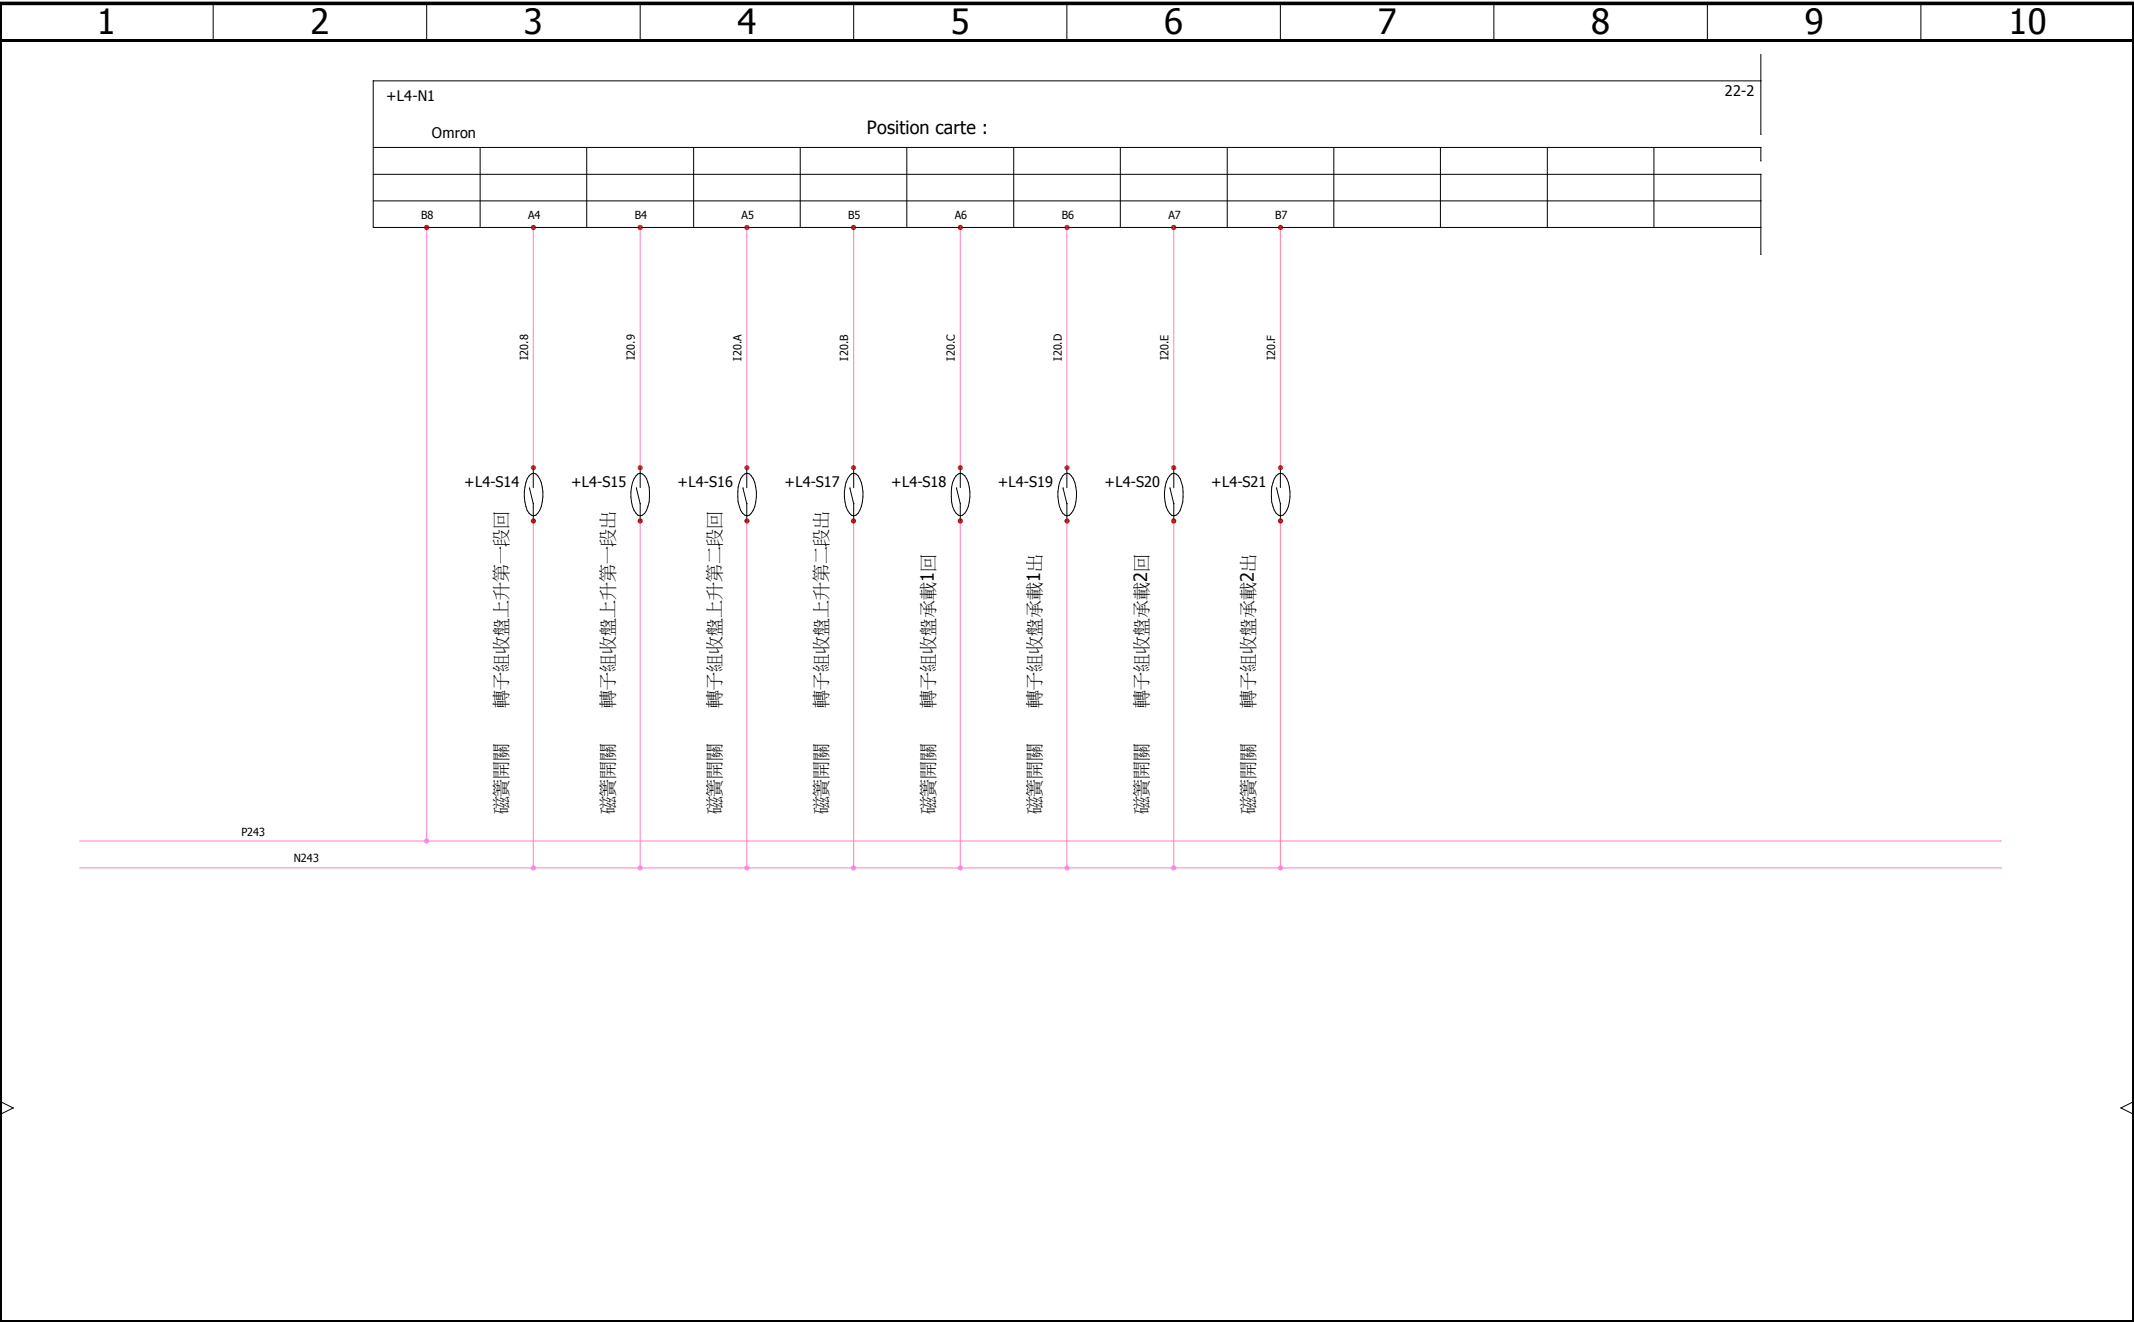 1 2 3 4 5 6 7 8 9 10
+L4-N1 22-2
Omron Position carte :
B8 A4 B4 A5 B5 A6 B6 A7 B7
I20.8 I20.9 I20.A I20.B I20.C I20.D I20.E I20.F
+L4-S14 +L4-S15 +L4-S16 +L4-S17 +L4-S18 +L4-S19 +L4-S20 +L4-S21
磁簧開關 轉子組收盤上升第一段回
磁簧開關 轉子組收盤上升第一段出
磁簧開關 轉子組收盤上升第二段回
磁簧開關 轉子組收盤上升第二段出
磁簧開關 轉子組收盤承載1回
磁簧開關 轉子組收盤承載1出
磁簧開關 轉子組收盤承載2回
磁簧開關 轉子組收盤承載2出
P243
N243